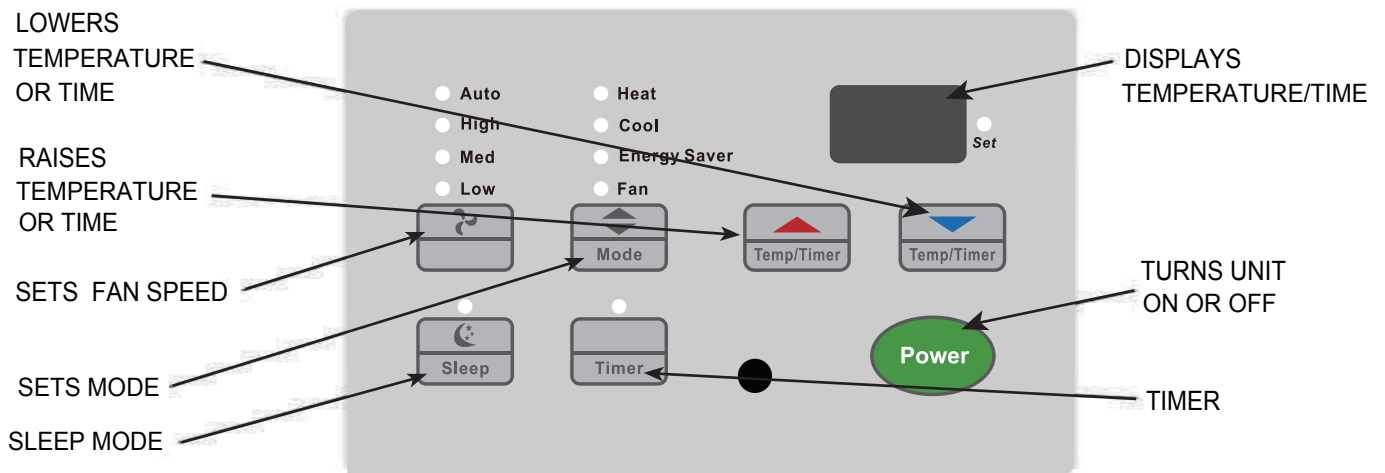 LOWERS
TEMPERATURE
OR TIME
RAISES
TEMPERATURE
OR TIME
SETS FAN SPEED
SETS MODE
SLEEP MODE
Auto
High
Med
Low
Heat
Cool
Energy Saver
Fan
Set
Mode
Temp/Timer
Temp/Timer
Sleep
Timer
Power
DISPLAYS
TEMPERATURE/TIME
TURNS UNIT
ON OR OFF
TIMER